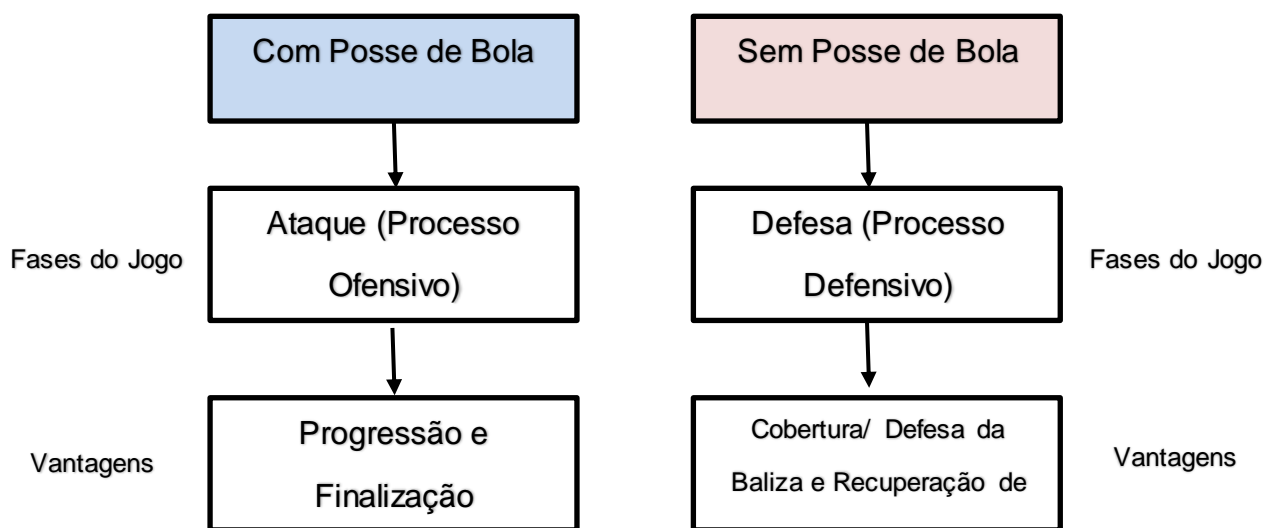 Com Posse de Bola
Sem Posse de Bola
Fases do Jogo
Ataque (Processo
Ofensivo)
Defesa (Processo
Defensivo)
Fases do Jogo
Vantagens
Progressão e
Finalização
Cobertura/ Defesa da
Baliza e Recuperação de
Vantagens